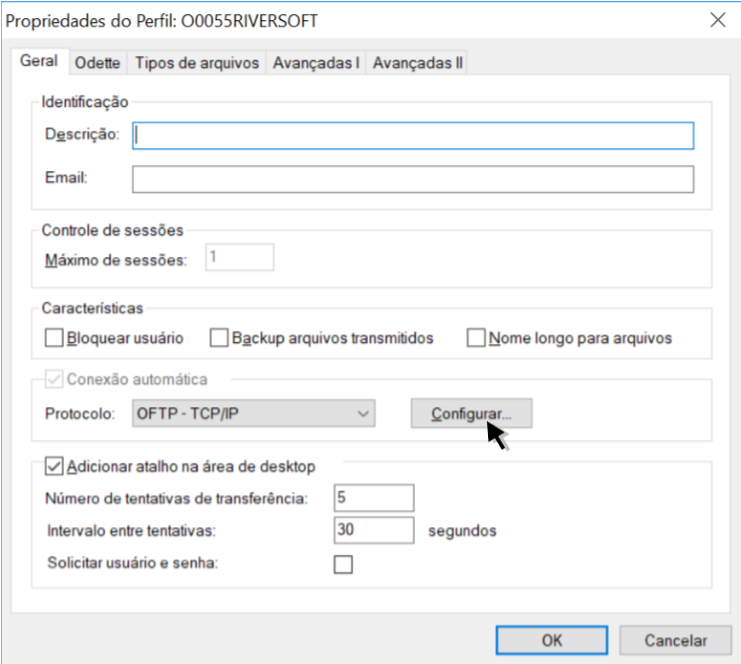 Propriedades do Perfil: O0055RIVERSOFT
Geral Odette Tipos de arquivos Avançadas I Avançadas II
Identificação
Descrição:
Email:
Controle de sessões
Máximo de sessões: 1
Características
Bloquear usuário Backup arquivos transmitidos Nome longo para arquivos
Conexão automática
Protocolo: OFTP - TCP/IP Configurar...
Adicionar atalho na área de desktop
Número de tentativas de transferência: 5
Intervalo entre tentativas: 30 segundos
Solicitar usuário e senha:
OK Cancelar